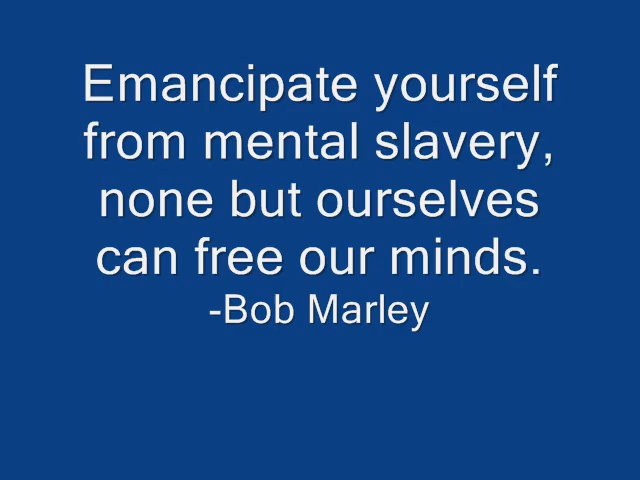 Emancipate yourself
from mental slavery,
none but ourselves
can free our minds.
-Bob Marley